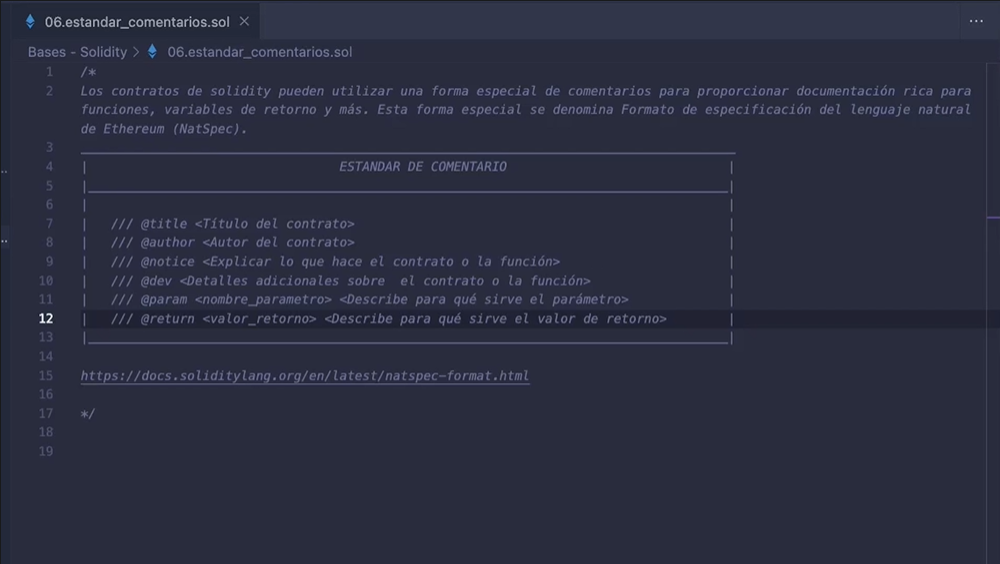 06.estandar_comentarios.sol
Bases - Solidity > 06.estandar_comentarios.sol
1 /*
2 Los contratos de solidity pueden utilizar una forma especial de comentarios para proporcionar documentación rica para
funciones, variables de retorno y más. Esta forma especial se denomina Formato de especificación del lenguaje natural
de Ethereum (NatSpec).
3
4 | ESTANDAR DE COMENTARIO |
5 | |
6 | |
7 | /// @title <Título del contrato> |
8 | /// @author <Autor del contrato> |
9 | /// @notice <Explicar lo que hace el contrato o la función> |
10 | /// @dev <Detalles adicionales sobre  el contrato o la función> |
11 | /// @param <nombre_parametro> <Describe para qué sirve el parámetro> |
12 | /// @return <valor_retorno> <Describe para qué sirve el valor de retorno> |
13 | |
14
15 https://docs.soliditylang.org/en/latest/natspec-format.html
16
17 */
18
19